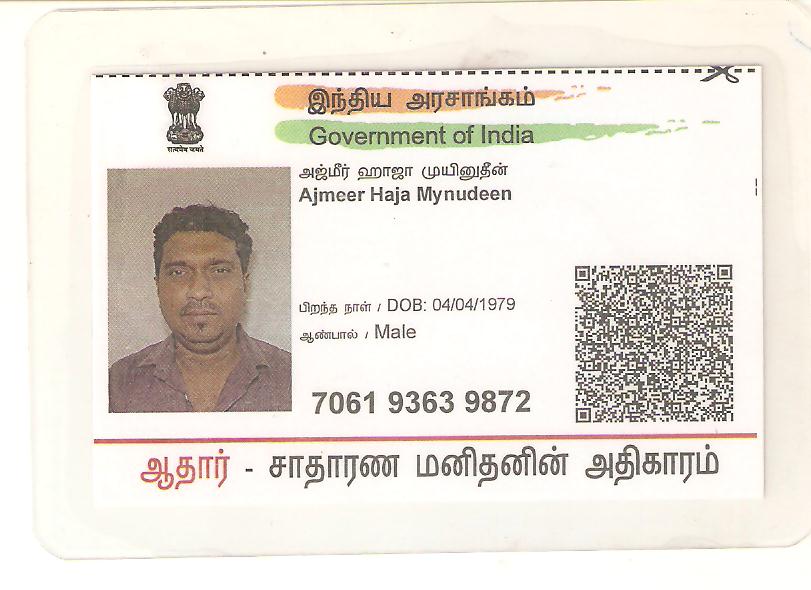 இந்திய அரசாங்கம்
Government of India
सत्यमेव जयते
அஜ்மீர் ஹாஜா முயினுதீன்
Ajmeer Haja Mynudeen
பிறந்த நாள் / DOB: 04/04/1979
ஆண்பால் / Male
7061 9363 9872
ஆதார் - சாதாரண மனிதனின் அதிகாரம்